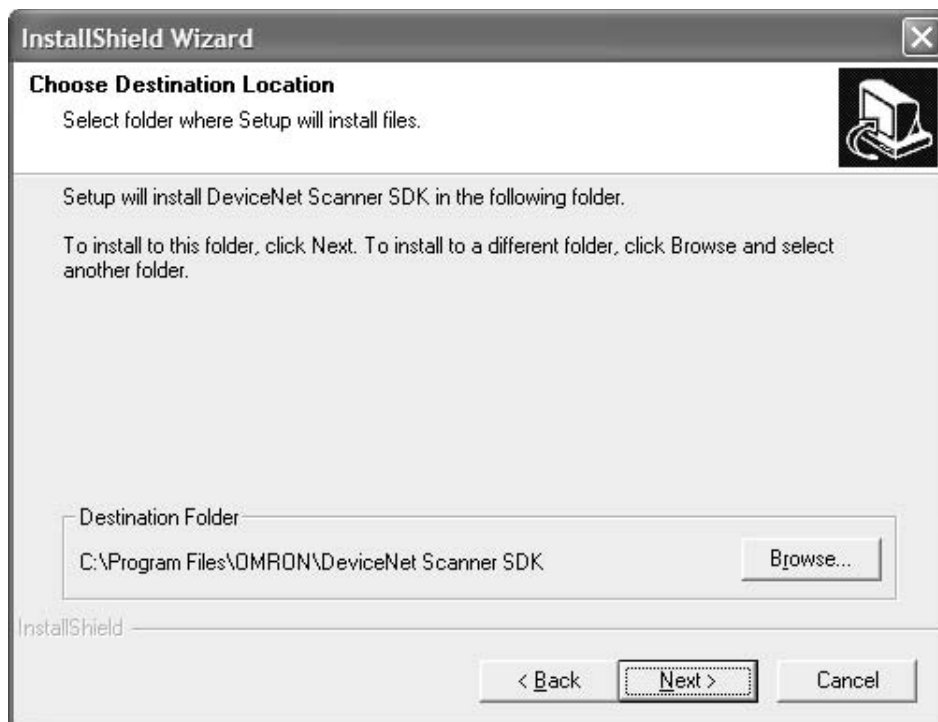 InstallShield Wizard
Choose Destination Location
Select folder where Setup will install files.
Setup will install DeviceNet Scanner SDK in the following folder.
To install to this folder, click Next. To install to a different folder, click Browse and select
another folder.
Destination Folder
C:\Program Files\OMRON\DeviceNet Scanner SDK
Browse...
InstallShield
< Back
Next >
Cancel